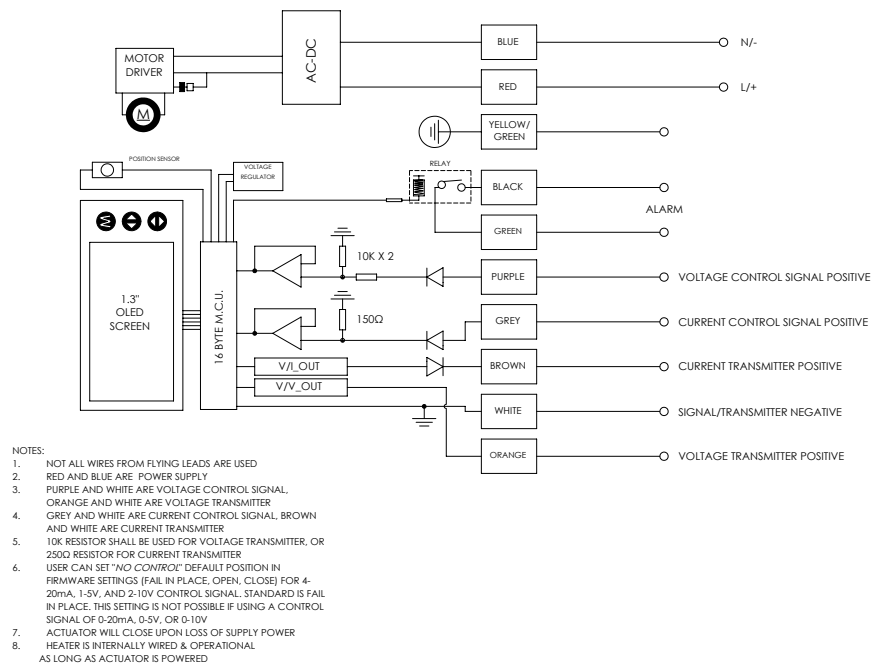 BLUE
N/-
MOTOR
DRIVER
AC-DC
RED
L/+
M
YELLOW/
GREEN
POSITION SENSOR
VOLTAGE
REGULATOR
RELAY
BLACK
ALARM
GREEN
10K X 2
PURPLE
VOLTAGE CONTROL SIGNAL POSITIVE
1.3"
OLED
SCREEN
16 BYTE M.C.U.
150Ω
GREY
CURRENT CONTROL SIGNAL POSITIVE
V/I_OUT
BROWN
CURRENT TRANSMITTER POSITIVE
V/V_OUT
WHITE
SIGNAL/TRANSMITTER NEGATIVE
ORANGE
VOLTAGE TRANSMITTER POSITIVE
NOTES:
1. NOT ALL WIRES FROM FLYING LEADS ARE USED
2. RED AND BLUE ARE POWER SUPPLY
3. PURPLE AND WHITE ARE VOLTAGE CONTROL SIGNAL,
ORANGE AND WHITE ARE VOLTAGE TRANSMITTER
4. GREY AND WHITE ARE CURRENT CONTROL SIGNAL, BROWN
AND WHITE ARE CURRENT TRANSMITTER
5. 10K RESISTOR SHALL BE USED FOR VOLTAGE TRANSMITTER, OR
250Ω RESISTOR FOR CURRENT TRANSMITTER
6. USER CAN SET "NO CONTROL" DEFAULT POSITION IN
FIRMWARE SETTINGS (FAIL IN PLACE, OPEN, CLOSE) FOR 4-
20mA, 1-5V, AND 2-10V CONTROL SIGNAL. STANDARD IS FAIL
IN PLACE. THIS SETTING IS NOT POSSIBLE IF USING A CONTROL
SIGNAL OF 0-20mA, 0-5V, OR 0-10V
7. ACTUATOR WILL CLOSE UPON LOSS OF SUPPLY POWER
8. HEATER IS INTERNALLY WIRED & OPERATIONAL
AS LONG AS ACTUATOR IS POWERED